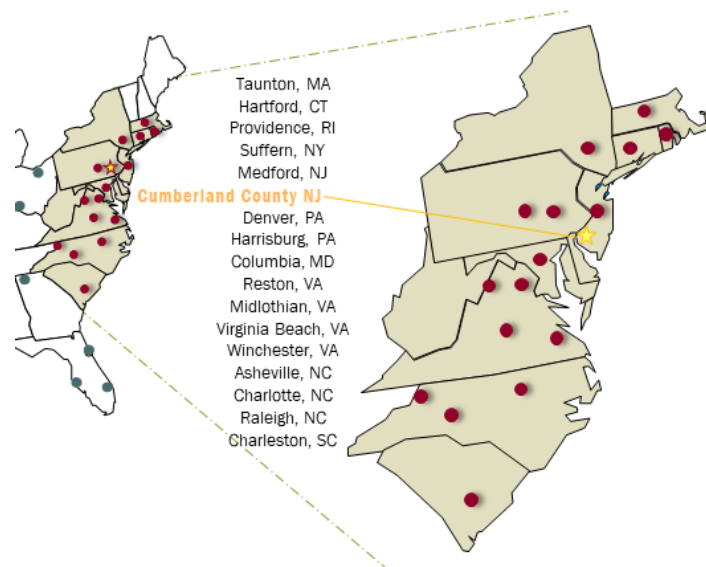 Taunton, MA
Hartford, CT
Providence, RI
Suffern, NY
Medford, NJ
Cumberland County NJ
Denver, PA
Harrisburg, PA
Columbia, MD
Reston, VA
Midlothian, VA
Virginia Beach, VA
Winchester, VA
Asheville, NC
Charlotte, NC
Raleigh, NC
Charleston, SC